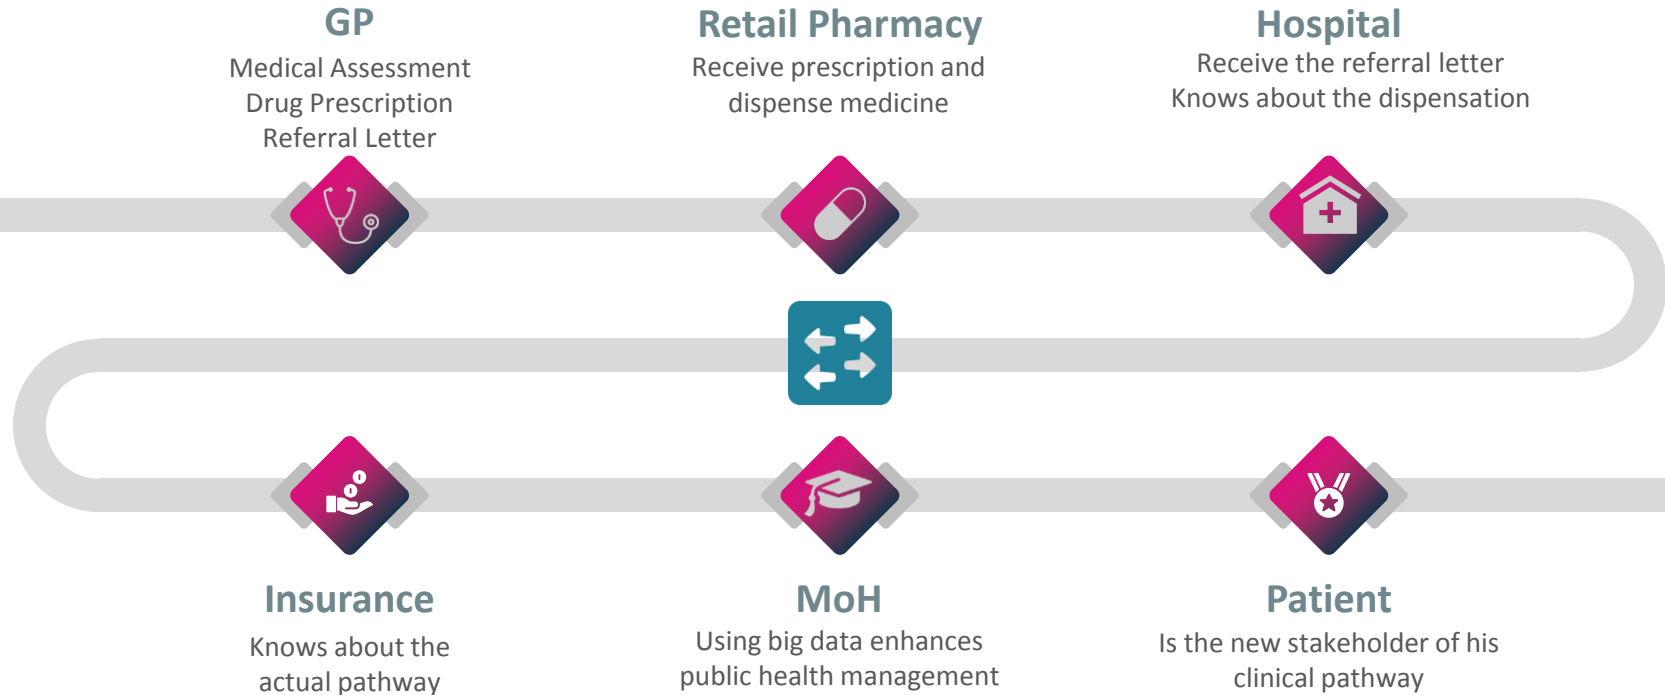 GP
Medical Assessment
Drug Prescription
Referral Letter
Retail Pharmacy
Receive prescription and
dispense medicine
Hospital
Receive the referral letter
Knows about the dispensation
Insurance
Knows about the
actual pathway
MoH
Using big data enhances
public health management
Patient
Is the new stakeholder of his
clinical pathway